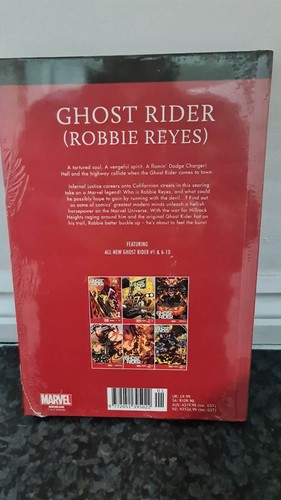 GHOST RIDER
(ROBBIE REYES)
A tortured soul. A vengeful spirit. A flamin' Dodge Charger!
Hell and the highway collide when the Ghost Rider comes to town
Infernal justice careers onto Californian streets in this searing
take on a Marvel legend! Who is Robbie Reyes, and what
could he possibly hope to gain by running with the devil...? Find out
as some of comics' greatest modern minds unleash a hellish
horsepower on the Marvel Universe. With the war for Hillrock
Heights raging around him and the original Ghost Rider hot on
his trail, Robbie better buckle up – he's about to feel the burn!
FEATURING
ALL-NEW GHOST RIDER #1 & 6-10
MARVEL
UK: £9.99